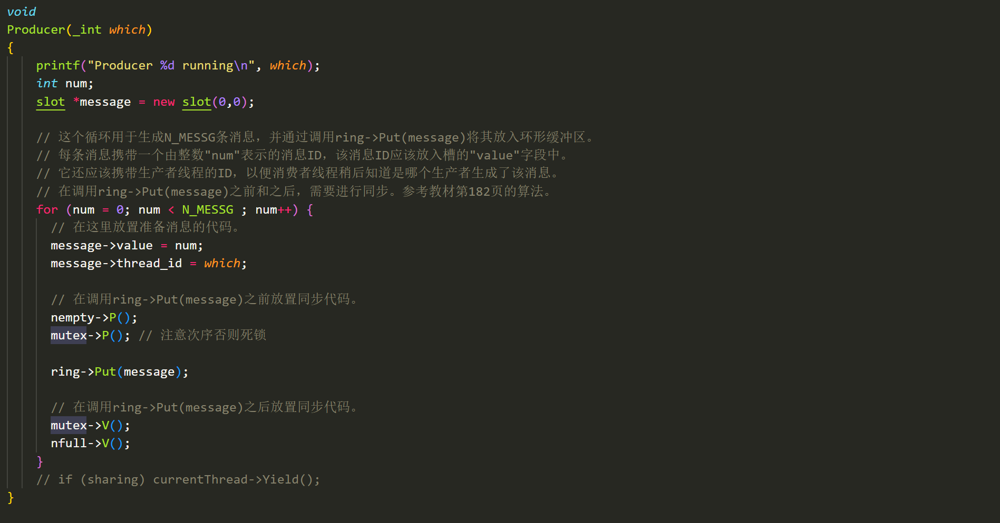 void
Producer(_int which)
{
    printf("Producer %d running\n", which);
    int num;
    slot *message = new slot(0,0);

    // 这个循环用于生成N_MESSG条消息，并通过调用ring->Put(message)将其放入环形缓冲区。
    // 每条消息携带一个由整数"num"表示的消息ID，该消息ID应该放入槽的"value"字段中。
    // 它还应该携带生产者线程的ID，以便消费者线程稍后知道是哪个生产者生成了该消息。
    // 在调用ring->Put(message)之前和之后，需要进行同步。参考教材第182页的算法。
    for (num = 0; num < N_MESSG ; num++) {
      // 在这里放置准备消息的代码。
      message->value = num;
      message->thread_id = which;

      // 在调用ring->Put(message)之前放置同步代码。
      nempty->P();
      mutex->P(); // 注意次序否则死锁

      ring->Put(message);

      // 在调用ring->Put(message)之后放置同步代码。
      mutex->V();
      nfull->V();
    }
    // if (sharing) currentThread->Yield();
}